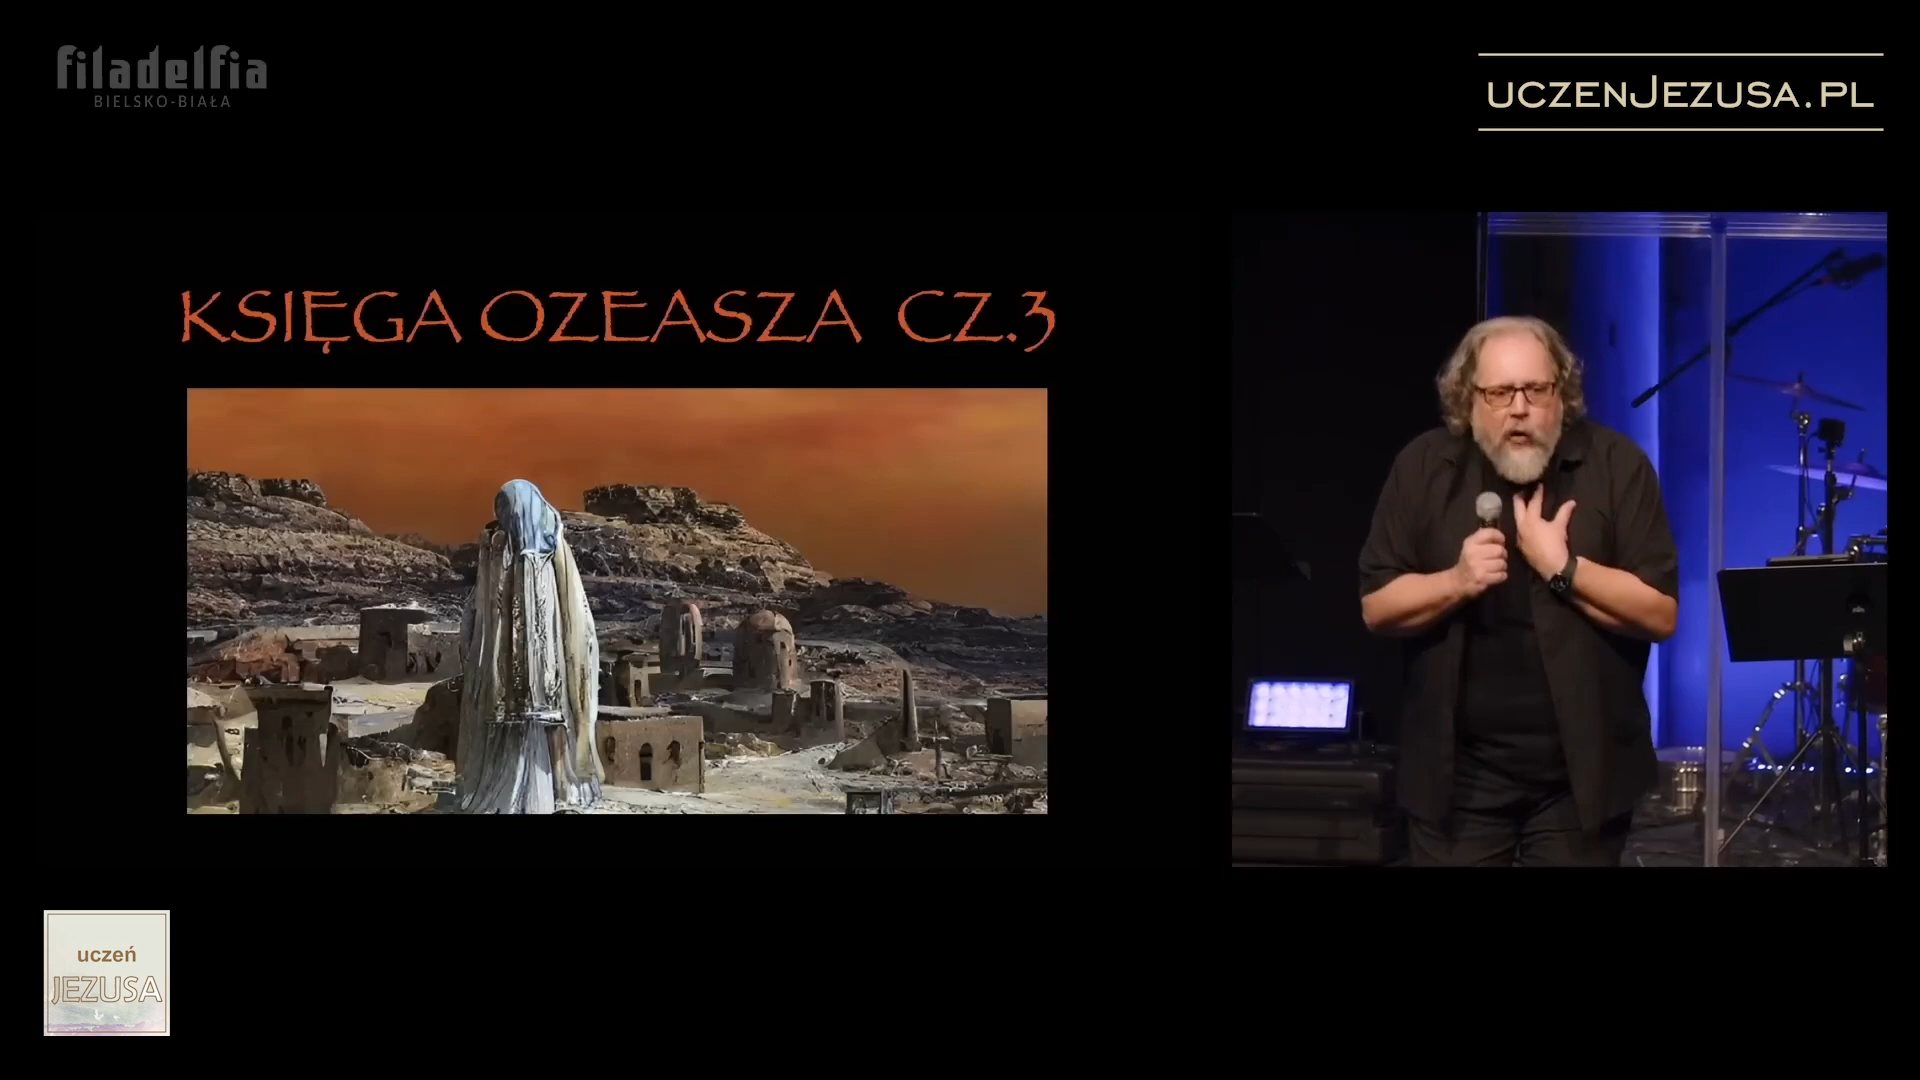 filadelfia
BIELSKO-BIAŁA
UCZENJEZUSA.PL
KSIĘGA OZEASZA CZ.3
uczeń
JEZUSA